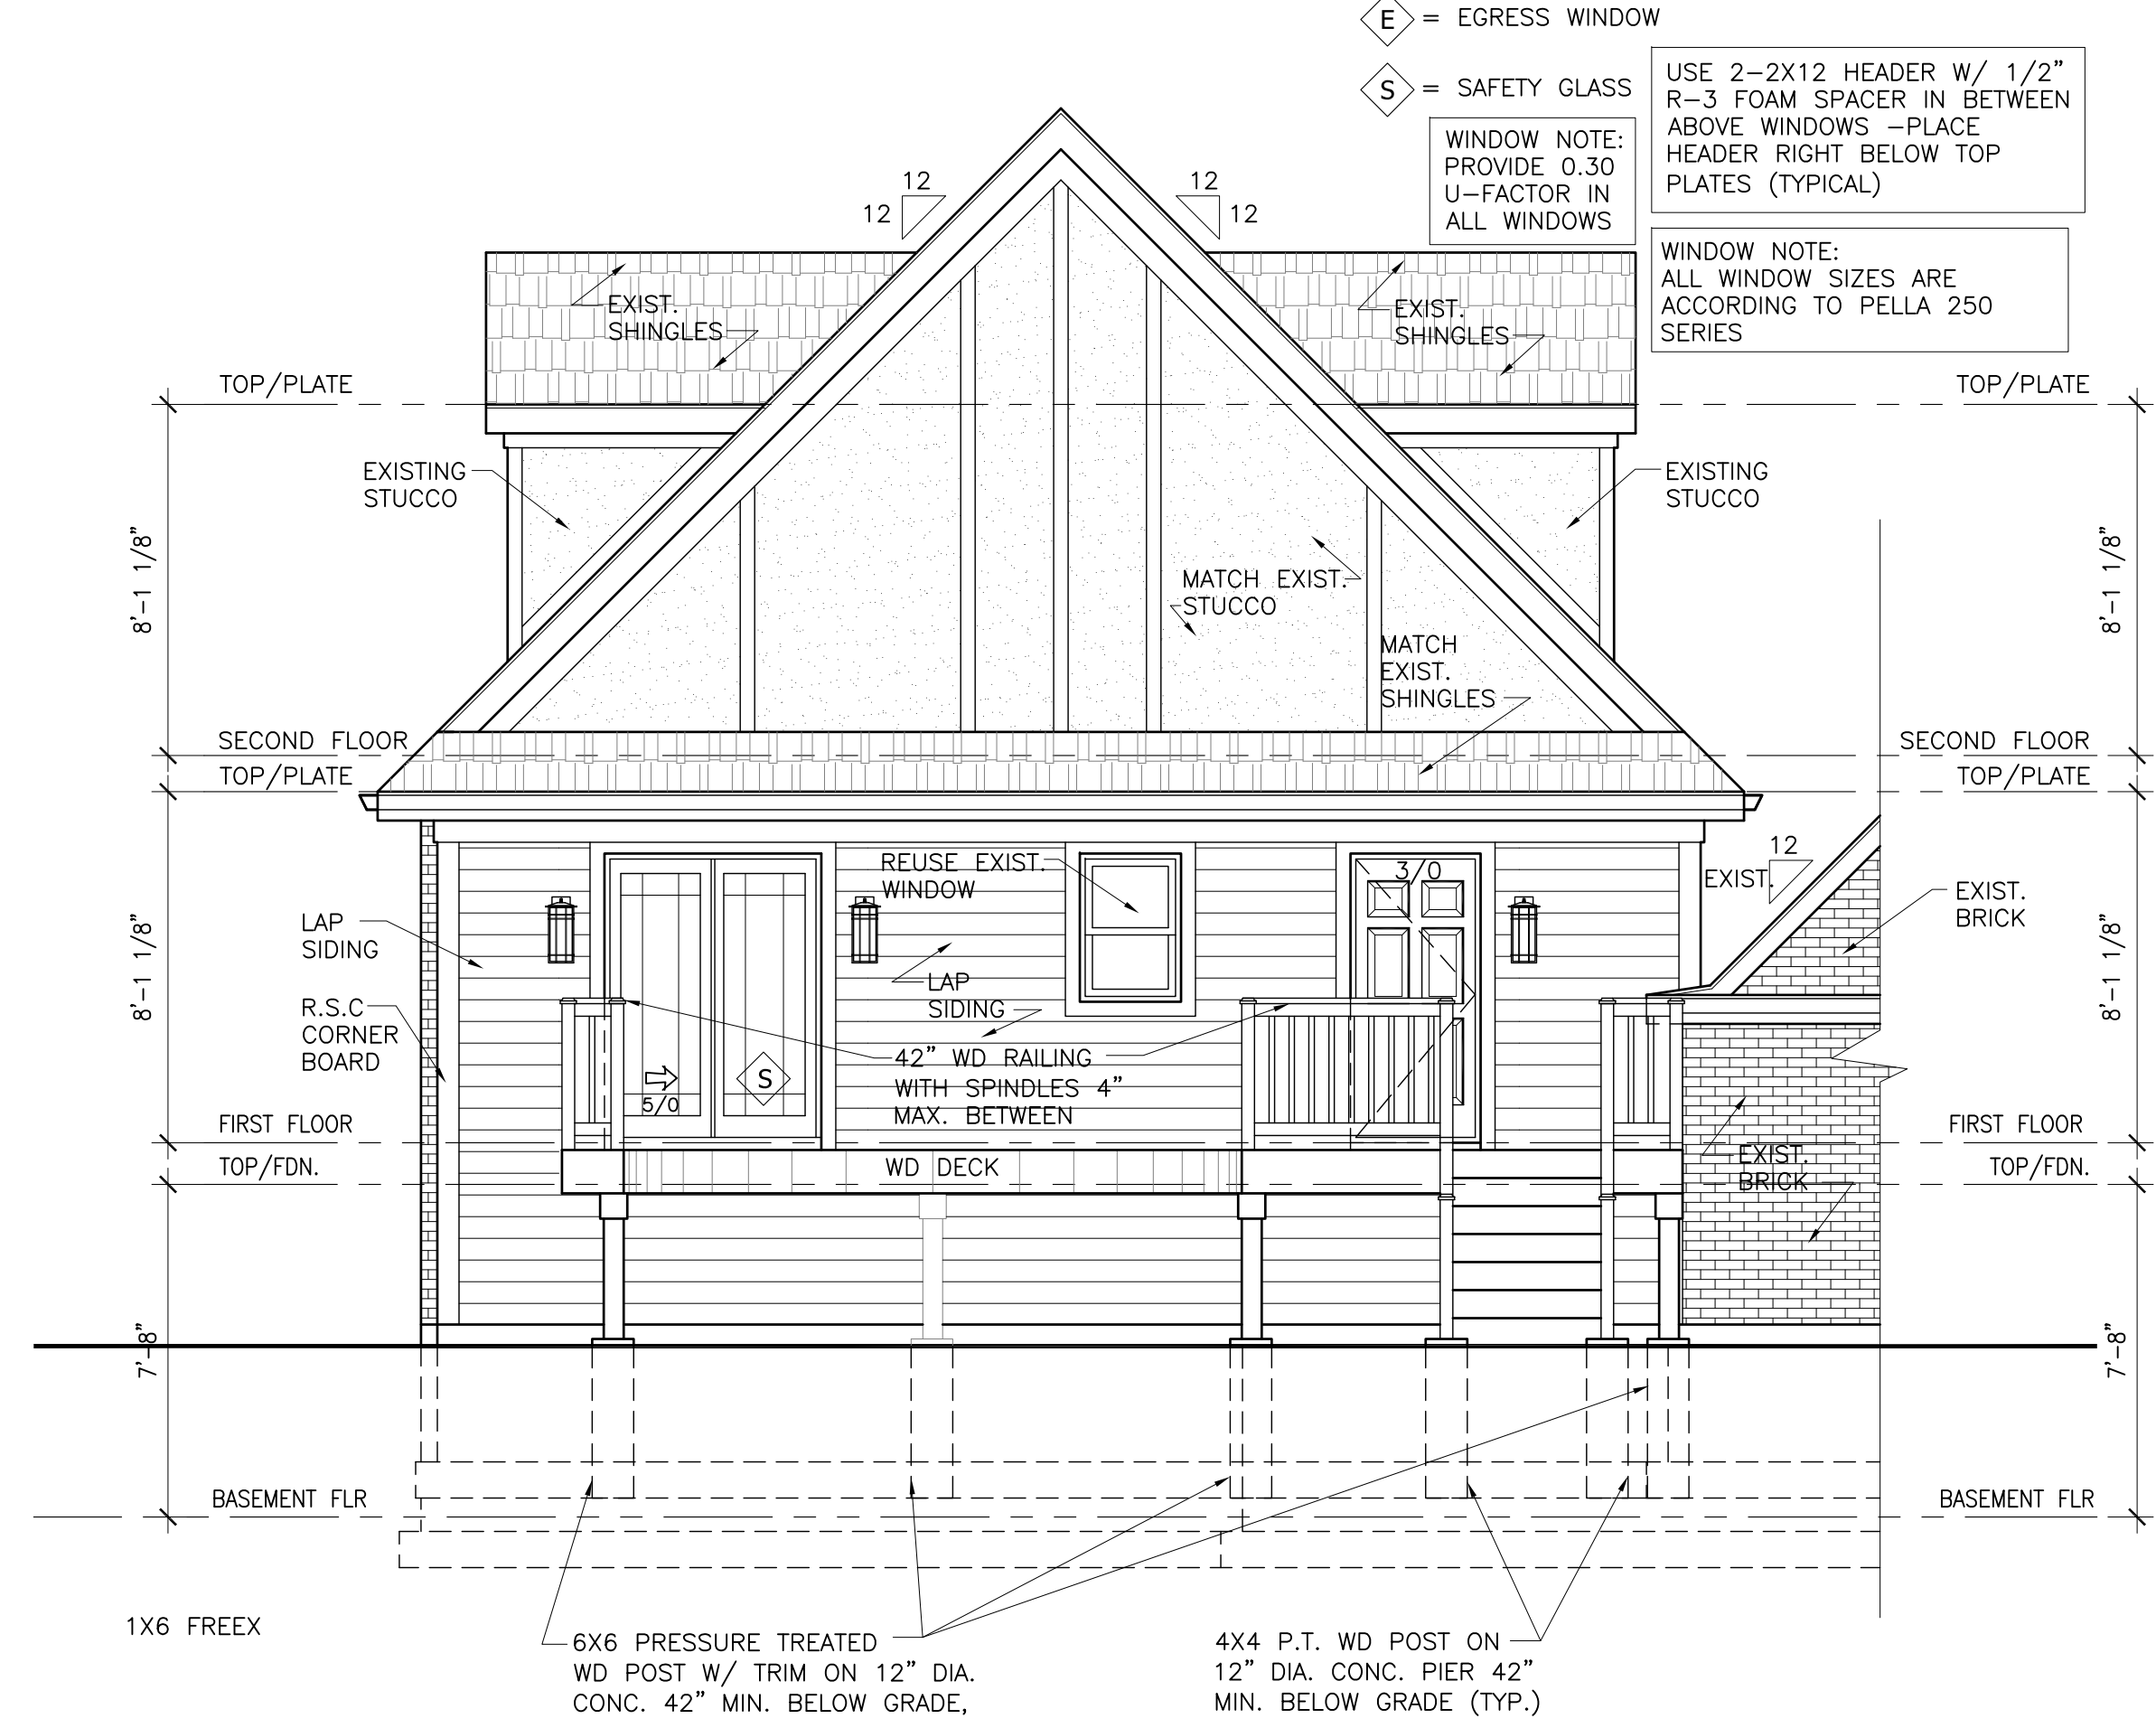 E = EGRESS WINDOW
S = SAFETY GLASS
USE 2-2X12 HEADER W/ 1/2"
R-3 FOAM SPACER IN BETWEEN
ABOVE WINDOWS -PLACE
HEADER RIGHT BELOW TOP
PLATES (TYPICAL)
WINDOW NOTE:
PROVIDE 0.30
U-FACTOR IN
ALL WINDOWS
WINDOW NOTE:
ALL WINDOW SIZES ARE
ACCORDING TO PELLA 250
SERIES
12
12
12
12
EXIST.
SHINGLES
EXIST.
SHINGLES
TOP/PLATE
TOP/PLATE
EXISTING
STUCCO
EXISTING
STUCCO
8'-1 1/8"
8'-1 1/8"
MATCH EXIST.
STUCCO
MATCH
EXIST.
SHINGLES
SECOND FLOOR
SECOND FLOOR
TOP/PLATE
TOP/PLATE
12
EXIST.
REUSE EXIST.
WINDOW
3/0
EXIST.
BRICK
LAP
SIDING
LAP
SIDING
8'-1 1/8"
8'-1 1/8"
R.S.C
CORNER
BOARD
42" WD RAILING
WITH SPINDLES 4"
MAX. BETWEEN
S
5/0
FIRST FLOOR
FIRST FLOOR
TOP/FDN.
TOP/FDN.
WD DECK
EXIST.
BRICK
7'-8"
7'-8"
BASEMENT FLR
BASEMENT FLR
1X6 FREEX
6X6 PRESSURE TREATED
WD POST W/ TRIM ON 12" DIA.
CONC. 42" MIN. BELOW GRADE,
4X4 P.T. WD POST ON
12" DIA. CONC. PIER 42"
MIN. BELOW GRADE (TYP.)